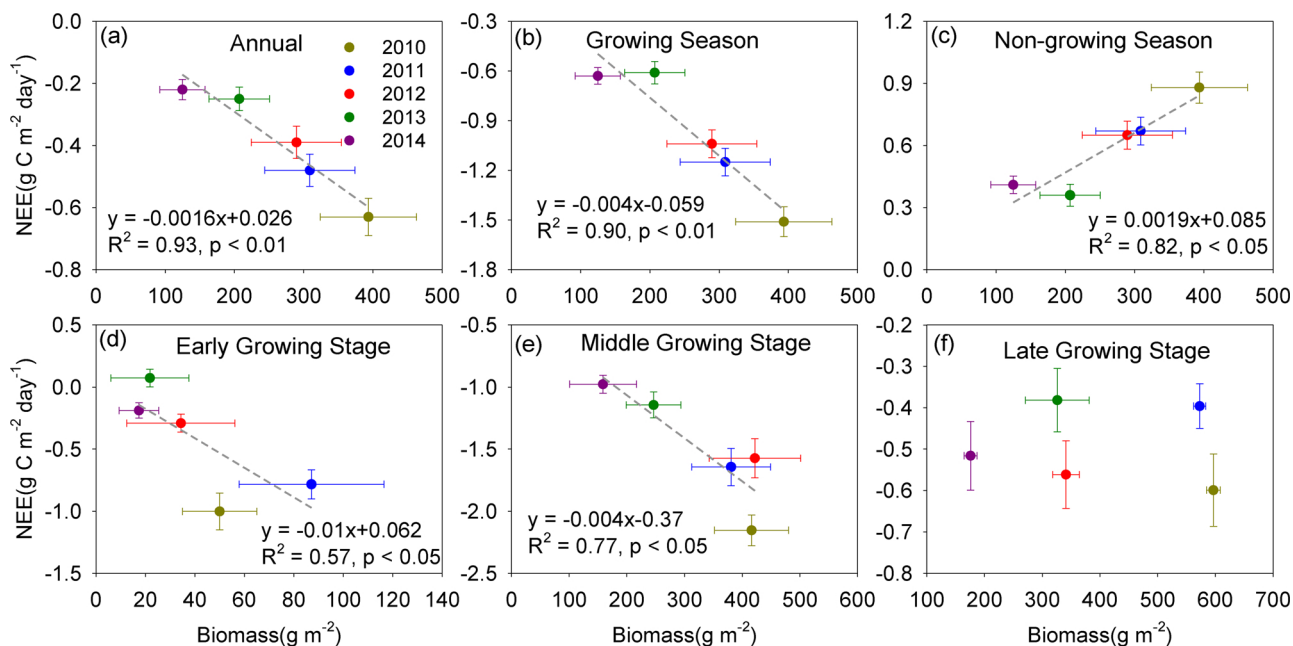 (a) Annual
2010
2011
2012
2013
2014
y = -0.0016x+0.026
R² = 0.93, p < 0.01
NEE(g C m⁻² day⁻¹)
0.0
-0.2
-0.4
-0.6
-0.8
0 100 200 300 400 500
(b) Growing Season
y = -0.004x-0.059
R² = 0.90, p < 0.01
-0.3
-0.6
-0.9
-1.2
-1.5
-1.8
0 100 200 300 400 500
(c) Non-growing Season
y = 0.0019x+0.085
R² = 0.82, p < 0.05
1.2
0.9
0.6
0.3
0.0
0 100 200 300 400 500
(d) Early Growing Stage
y = -0.01x+0.062
R² = 0.57, p < 0.05
NEE(g C m⁻² day⁻¹)
0.5
0.0
-0.5
-1.0
-1.5
0 20 40 60 80 100 120 140
Biomass(g m⁻²)
(e) Middle Growing Stage
y = -0.004x-0.37
R² = 0.77, p < 0.05
-0.5
-1.0
-1.5
-2.0
-2.5
0 100 200 300 400 500 600
Biomass(g m⁻²)
(f) Late Growing Stage
-0.2
-0.3
-0.4
-0.5
-0.6
-0.7
-0.8
100 200 300 400 500 600 700
Biomass(g m⁻²)